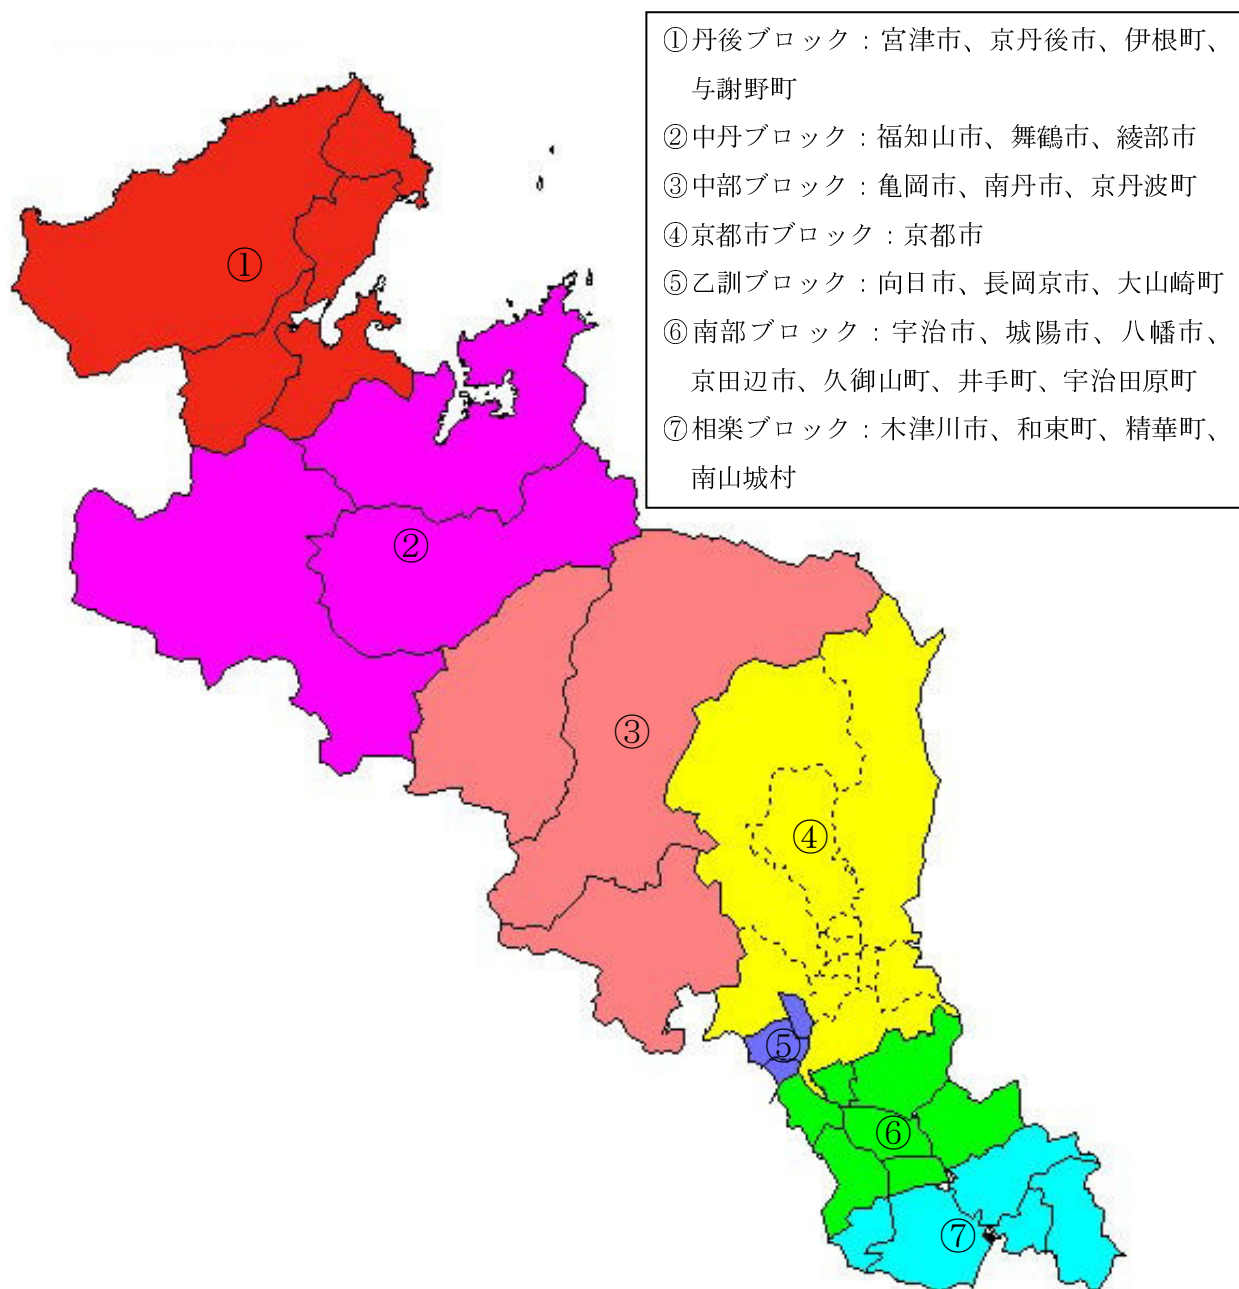 ①丹後ブロック：宮津市、京丹後市、伊根町、
与謝野町
②中丹ブロック：福知山市、舞鶴市、綾部市
③中部ブロック：亀岡市、南丹市、京丹波町
④京都市ブロック：京都市
⑤乙訓ブロック：向日市、長岡京市、大山崎町
⑥南部ブロック：宇治市、城陽市、八幡市、
京田辺市、久御山町、井手町、宇治田原町
⑦相楽ブロック：木津川市、和束町、精華町、
南山城村
①
②
③
④
⑤
⑥
⑦